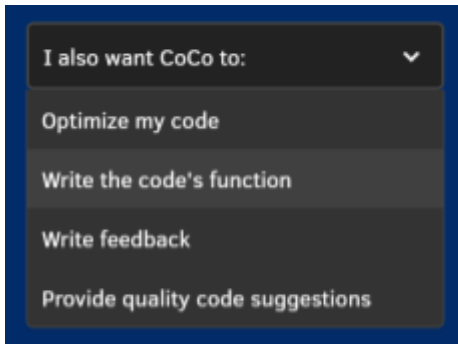 I also want CoCo to:
Optimize my code
Write the code's function
Write feedback
Provide quality code suggestions